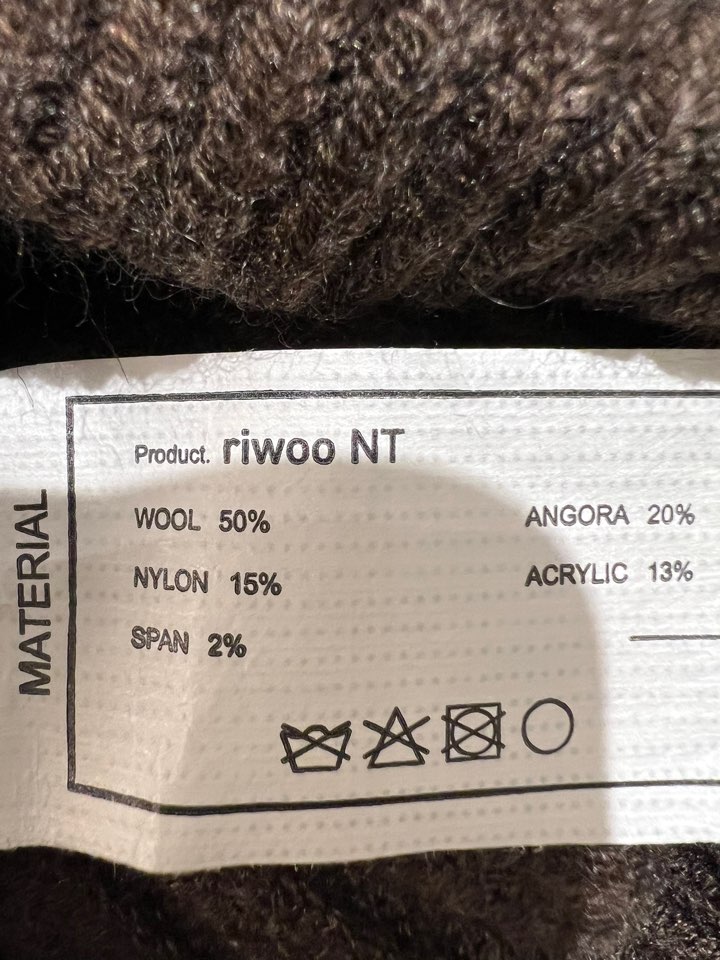 MATERIAL
Product. riwoo NT
WOOL 50% ANGORA 20%
NYLON 15% ACRYLIC 13%
SPAN 2%